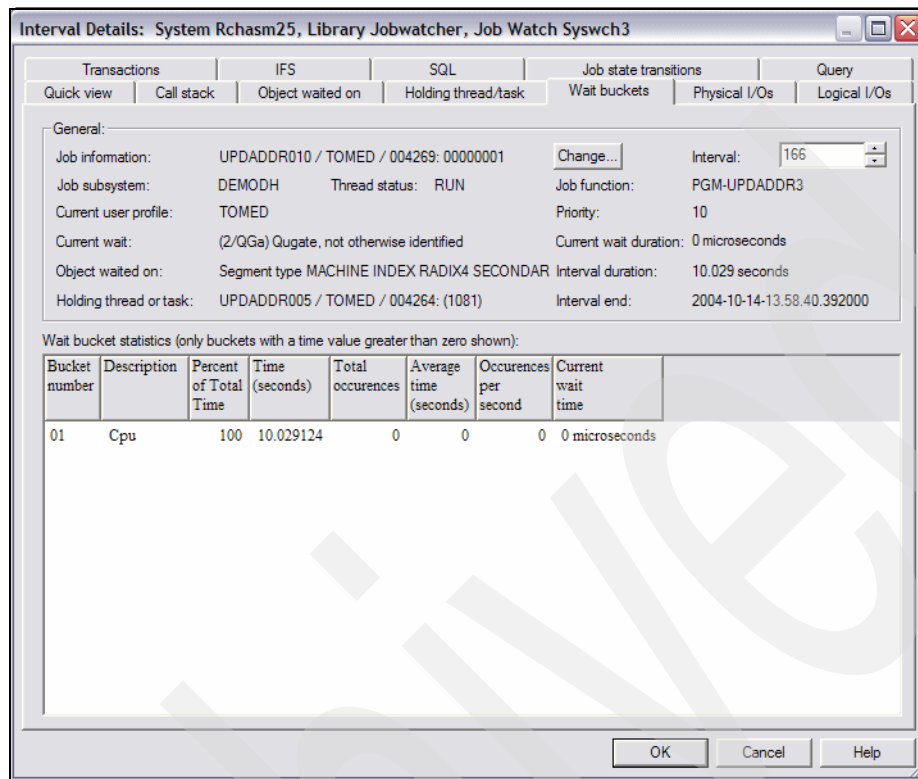 Interval Details: System Rchasm25, Library Jobwatcher, Job Watch Syswch3
Transactions IFS SQL Job state transitions Query
Quick view Call stack Object waited on Holding thread/task Wait buckets Physical I/Os Logical I/Os
General:
Job information: UPDADDR010 / TOMED / 004269: 00000001 Change... Interval: 166
Job subsystem: DEMODH Thread status: RUN Job function: PGM-UPDADDR3
Current user profile: TOMED Priority: 10
Current wait: (2/QGa) Qugate, not otherwise identified Current wait duration: 0 microseconds
Object waited on: Segment type MACHINE INDEX RADIX4 SECONDAR Interval duration: 10.029 seconds
Holding thread or task: UPDADDR005 / TOMED / 004264: (1081) Interval end: 2004-10-14-13.58.40.392000
Wait bucket statistics (only buckets with a time value greater than zero shown):
Bucket Description Percent Time Total Average Occurences Current
number of Total (seconds) occurences time per wait
Time (seconds) second time
01 Cpu 100 10.029124 0 0 0 0 microseconds
OK Cancel Help